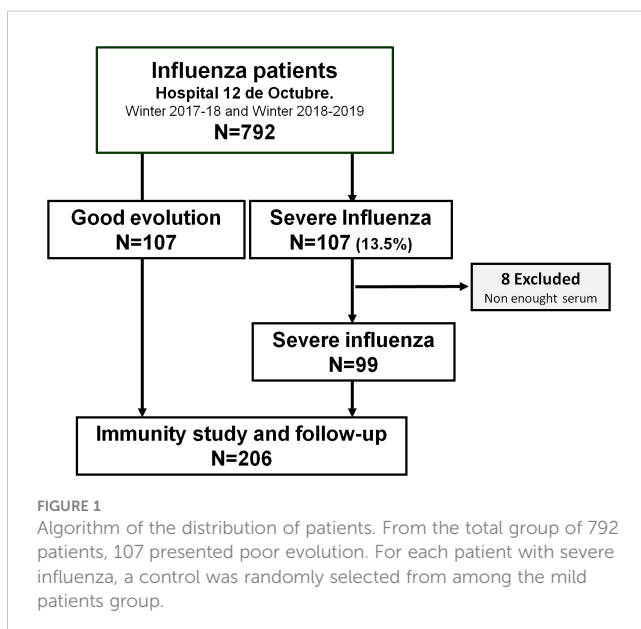 Influenza patients
Hospital 12 de Octubre.
Winter 2017-18 and Winter 2018-2019
N=792
Good evolution
N=107
Severe Influenza
N=107 (13.5%)
8 Excluded
Non enought serum
Severe influenza
N=99
Immunity study and follow-up
N=206
FIGURE 1
Algorithm of the distribution of patients. From the total group of 792
patients, 107 presented poor evolution. For each patient with severe
influenza, a control was randomly selected from among the mild
patients group.